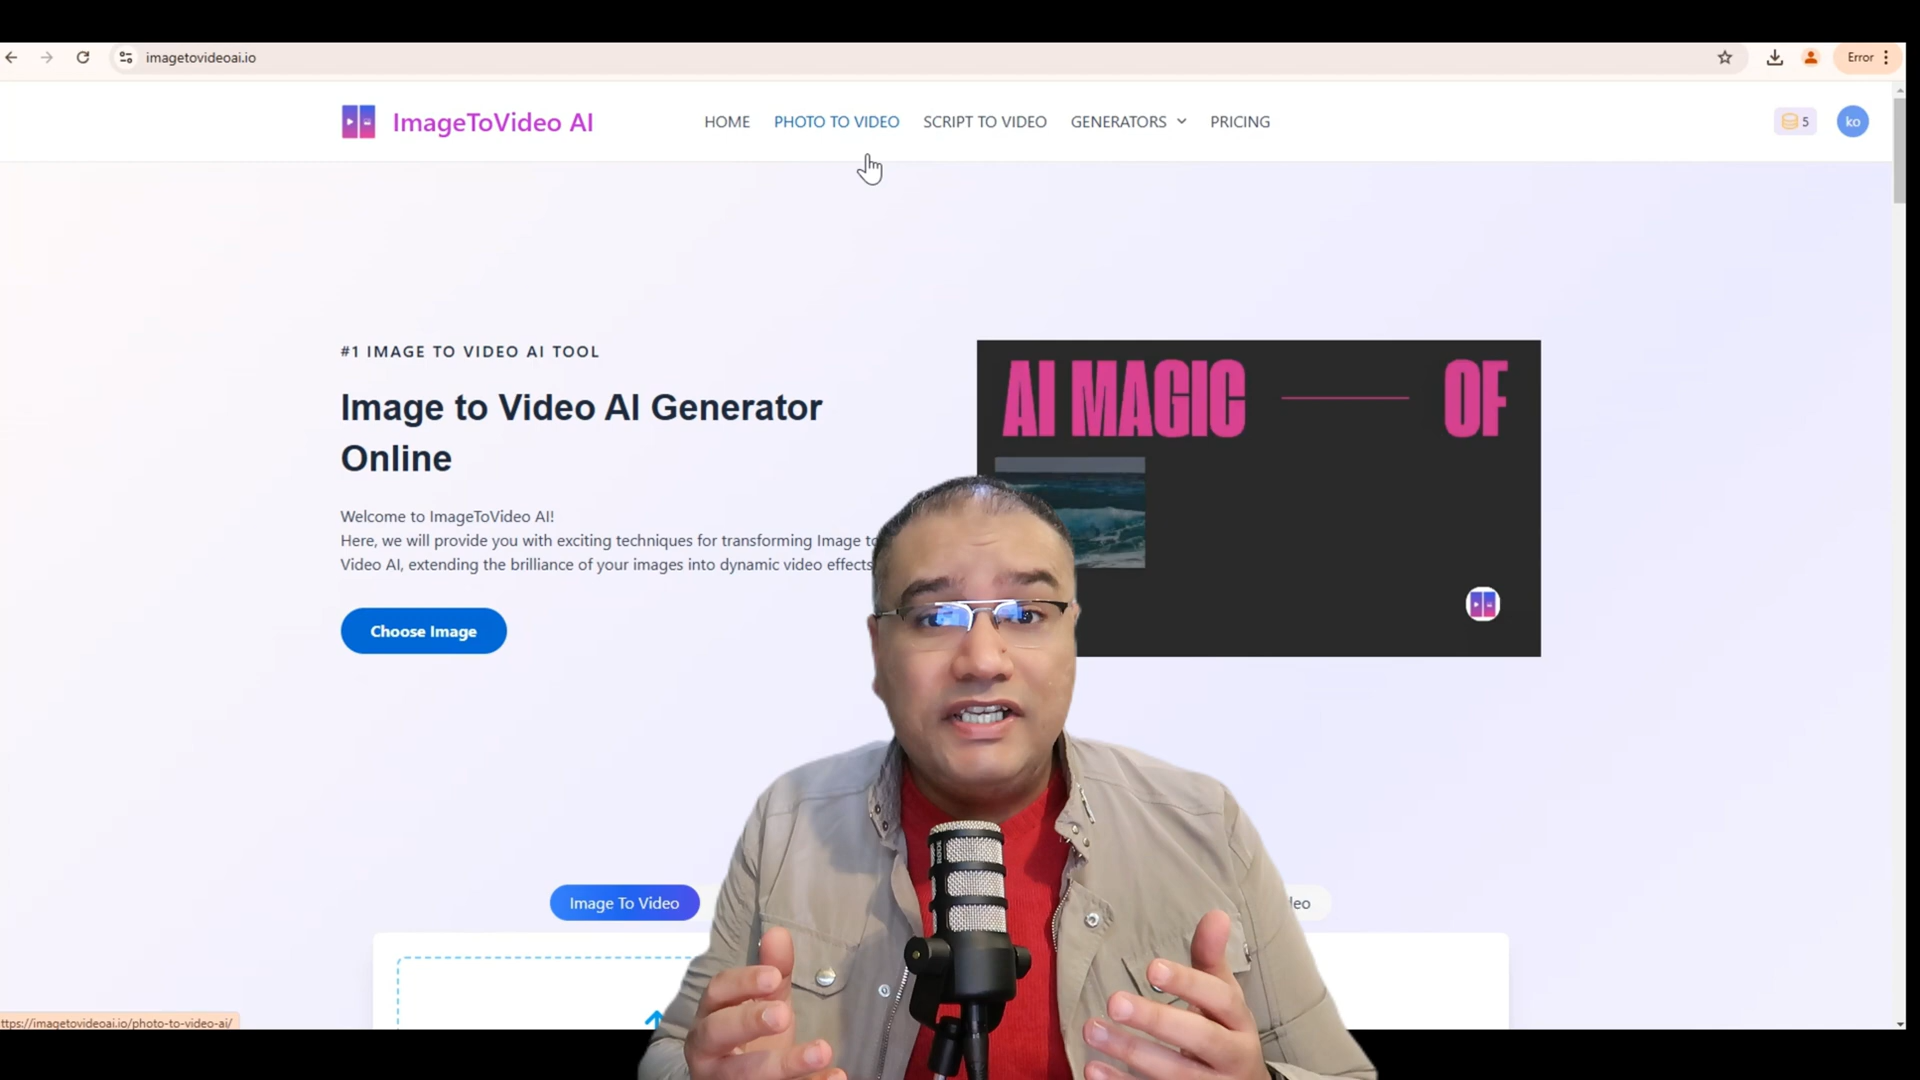 imagetovideoai.io
Error
ImageToVideo AI
HOME
PHOTO TO VIDEO
SCRIPT TO VIDEO
GENERATORS
PRICING
5
ko
#1 IMAGE TO VIDEO AI TOOL
Image to Video AI Generator
Online
Welcome to ImageToVideo AI!
Here, we will provide you with exciting techniques for transforming Image to
Video AI, extending the brilliance of your images into dynamic video effects
Choose Image
AI MAGIC
OF
Image To Video
deo
RØDE
ttps://imagetovideoai.io/photo-to-video-ai/